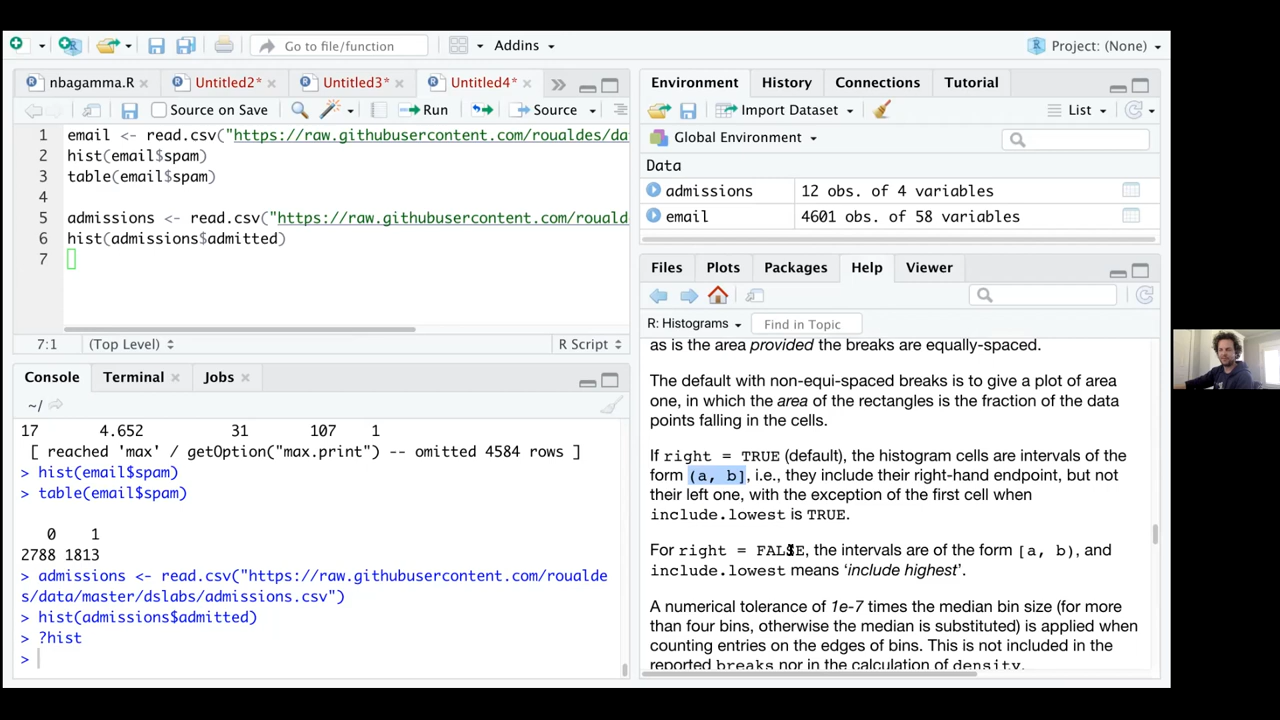 Go to file/function
Addins
Project: (None)
nbagamma.R
Untitled2*
Untitled3*
Untitled4*
Source on Save
Run
Source
1 email <- read.csv("https://raw.githubusercontent.com/roualdes/da
2 hist(email$spam)
3 table(email$spam)
4
5 admissions <- read.csv("https://raw.githubusercontent.com/rouald
6 hist(admissions$admitted)
7
7:1 (Top Level) R Script
Console Terminal Jobs
~/
17 4.652 31 107 1
[ reached 'max' / getOption("max.print") -- omitted 4584 rows ]
> hist(email$spam)
> table(email$spam)
0 1
2788 1813
> admissions <- read.csv("https://raw.githubusercontent.com/roualde
s/data/master/dslabs/admissions.csv")
> hist(admissions$admitted)
> ?hist
>
Environment History Connections Tutorial
Import Dataset List
Global Environment
Data
admissions 12 obs. of 4 variables
email 4601 obs. of 58 variables
Files Plots Packages Help Viewer
R: Histograms Find in Topic
as is the area provided the breaks are equally-spaced.
The default with non-equi-spaced breaks is to give a plot of area
one, in which the area of the rectangles is the fraction of the data
points falling in the cells.
If right = TRUE (default), the histogram cells are intervals of the
form (a, b], i.e., they include their right-hand endpoint, but not
their left one, with the exception of the first cell when
include.lowest is TRUE.
For right = FALSE, the intervals are of the form [a, b), and
include.lowest means ‘include highest’.
A numerical tolerance of 1e-7 times the median bin size (for more
than four bins, otherwise the median is substituted) is applied when
counting entries on the edges of bins. This is not included in the
reported breaks nor in the calculation of density.